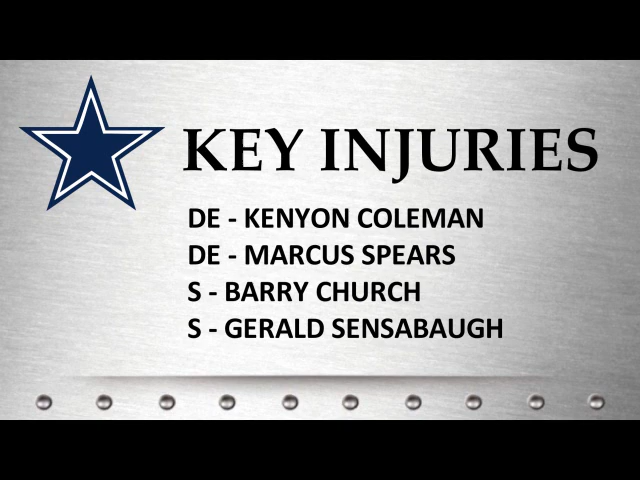 KEY INJURIES
DE - KENYON COLEMAN
DE - MARCUS SPEARS
S - BARRY CHURCH
S - GERALD SENSABAUGH